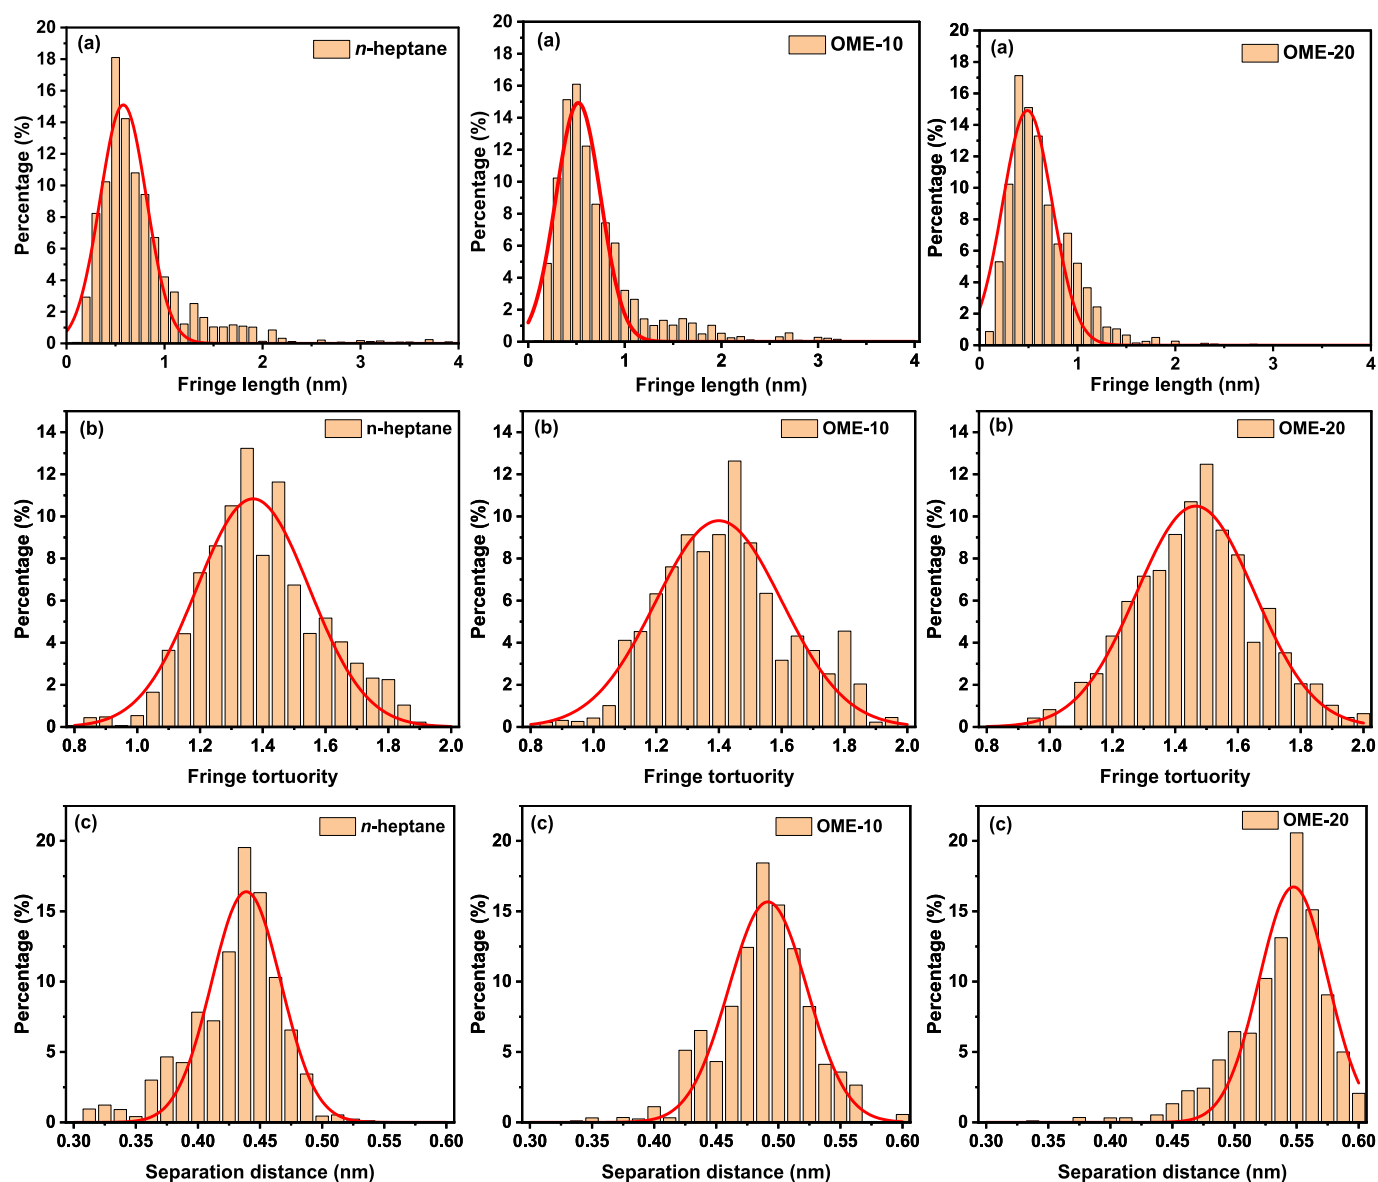 (a)
n-heptane
Percentage (%)
20
18
16
14
12
10
8
6
4
2
0
0 1 2 3 4
Fringe length (nm)
(a)
OME-10
Percentage (%)
20
18
16
14
12
10
8
6
4
2
0
0 1 2 3 4
Fringe length (nm)
(a)
OME-20
Percentage (%)
20
18
16
14
12
10
8
6
4
2
0
0 1 2 3 4
Fringe length (nm)
(b)
n-heptane
Percentage (%)
14
12
10
8
6
4
2
0
0.8 1.0 1.2 1.4 1.6 1.8 2.0
Fringe tortuority
(b)
OME-10
Percentage (%)
14
12
10
8
6
4
2
0
0.8 1.0 1.2 1.4 1.6 1.8 2.0
Fringe tortuority
(b)
OME-20
Percentage (%)
14
12
10
8
6
4
2
0
0.8 1.0 1.2 1.4 1.6 1.8 2.0
Fringe tortuority
(c)
n-heptane
Percentage (%)
20
15
10
5
0
0.30 0.35 0.40 0.45 0.50 0.55 0.60
Separation distance (nm)
(c)
OME-10
Percentage (%)
20
15
10
5
0
0.30 0.35 0.40 0.45 0.50 0.55 0.60
Separation distance (nm)
(c)
OME-20
Percentage (%)
20
15
10
5
0
0.30 0.35 0.40 0.45 0.50 0.55 0.60
Separation distance (nm)